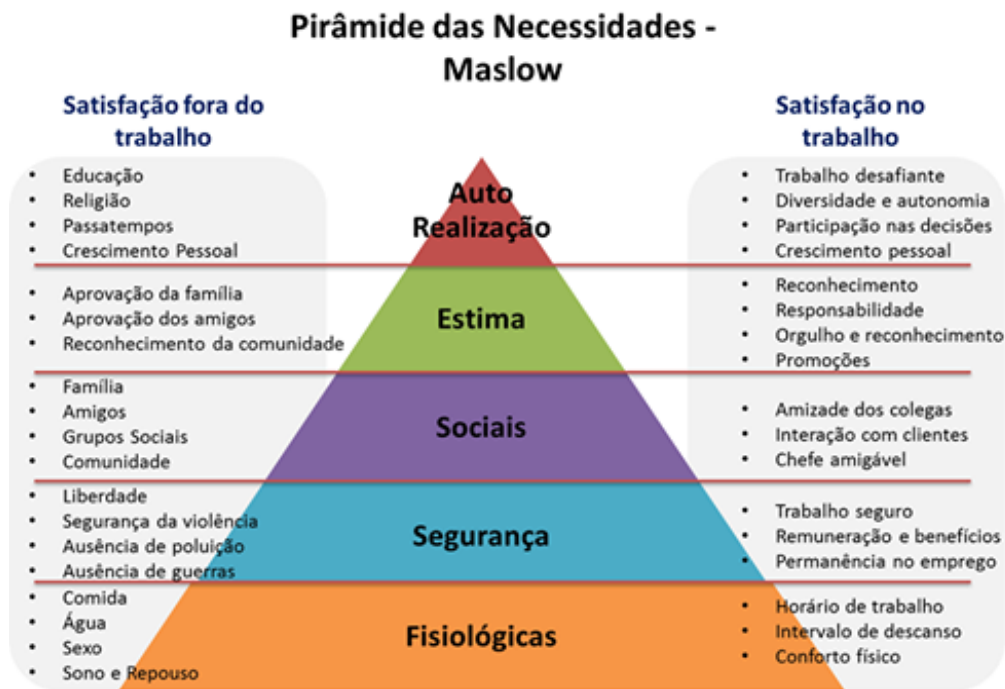 Pirâmide das Necessidades -
Maslow
Satisfação fora do
trabalho
• Educação
• Religião
• Passatempos
• Crescimento Pessoal
• Aprovação da família
• Aprovação dos amigos
• Reconhecimento da comunidade
• Família
• Amigos
• Grupos Sociais
• Comunidade
• Liberdade
• Segurança da violência
• Ausência de poluição
• Ausência de guerras
• Comida
• Água
• Sexo
• Sono e Repouso
Auto
Realização
Estima
Sociais
Segurança
Fisiológicas
Satisfação no
trabalho
• Trabalho desafiante
• Diversidade e autonomia
• Participação nas decisões
• Crescimento pessoal
• Reconhecimento
• Responsabilidade
• Orgulho e reconhecimento
• Promoções
• Amizade dos colegas
• Interação com clientes
• Chefe amigável
• Trabalho seguro
• Remuneração e benefícios
• Permanência no emprego
• Horário de trabalho
• Intervalo de descanso
• Conforto físico